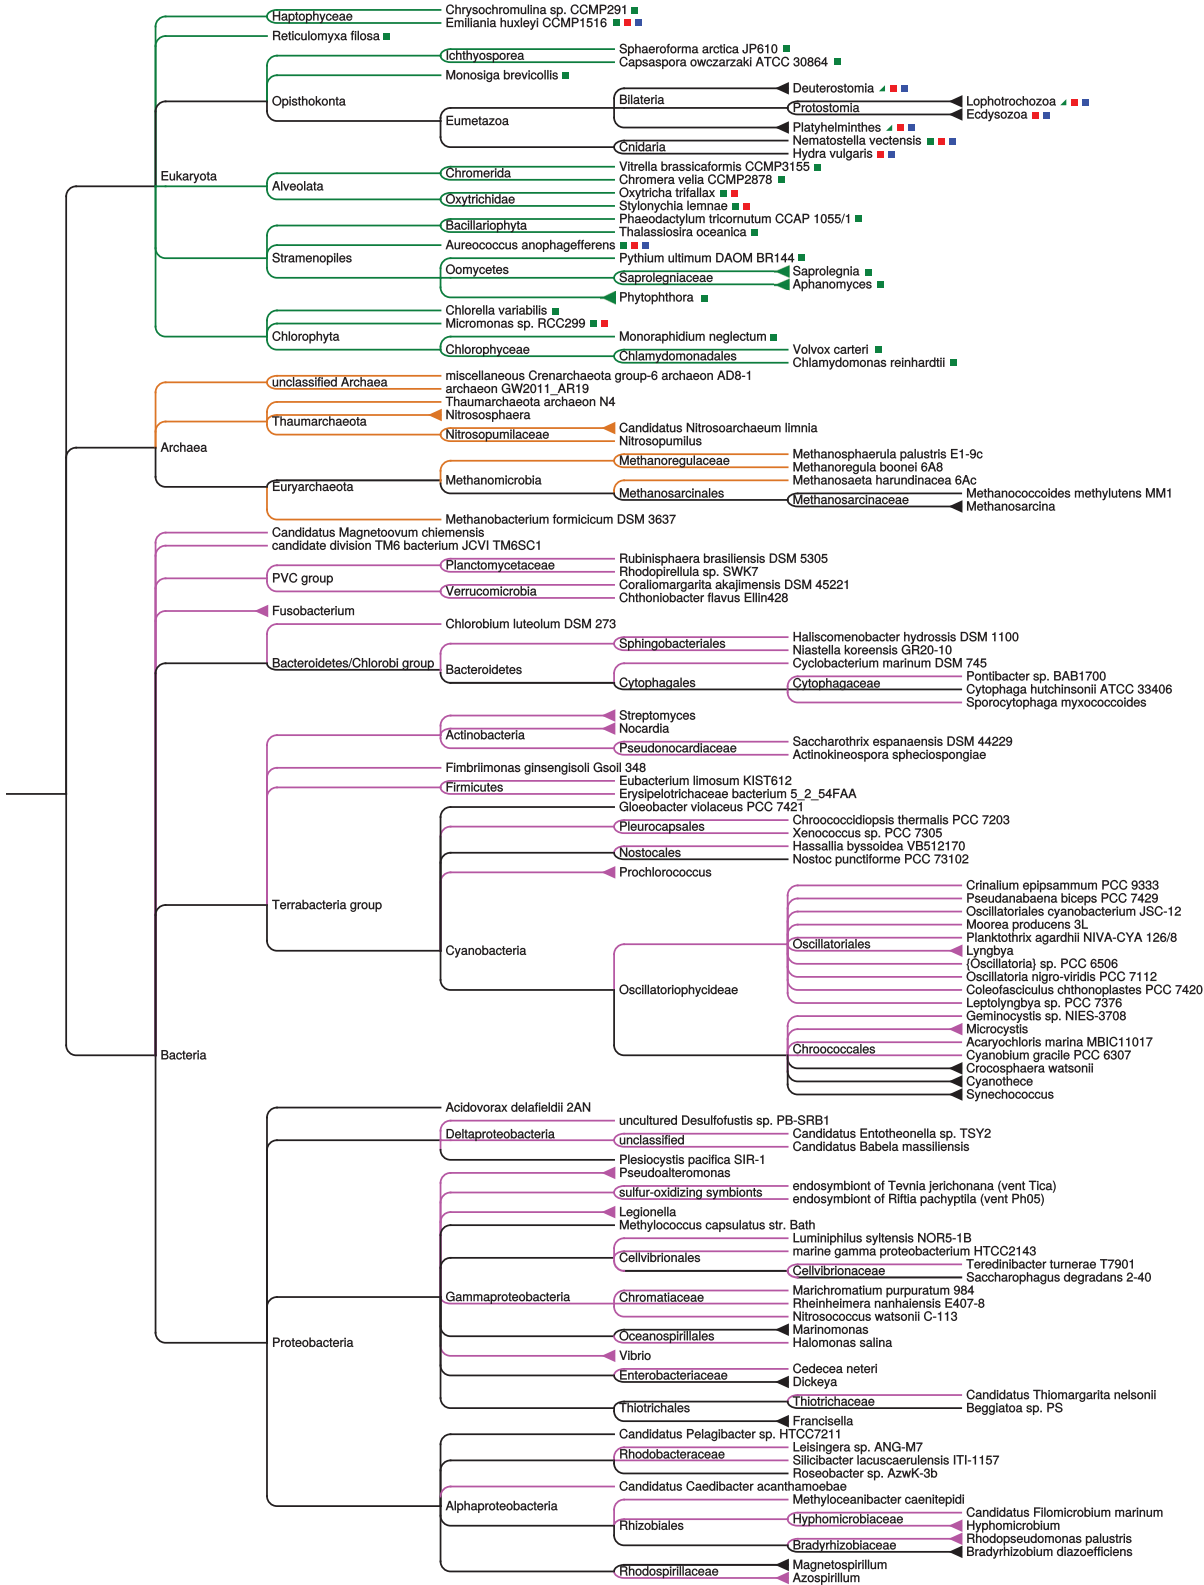 Chrysochromulina sp. CCMP291
Haptophyceae
Emiliania huxleyi CCMP1516
Reticulomyxa filosa
Sphaeroforma arctica JP610
Ichthyosporea
Capsaspora owczarzaki ATCC 30864
Monosiga brevicollis
Deuterostomia
Bilateria
Opisthokonta
Lophotrochozoa
Protostomia
Ecdysozoa
Eumetazoa
Platyhelminthes
Nematostella vectensis
Cnidaria
Hydra vulgaris
Vitrella brassicaformis CCMP3155
Chromerida
Eukaryota
Chromera velia CCMP2878
Alveolata
Oxytricha trifallax
Oxytrichidae
Stylonychia lemnae
Phaeodactylum tricornutum CCAP 1055/1
Bacillariophyta
Thalassiosira oceanica
Aureococcus anophagefferens
Stramenopiles
Pythium ultimum DAOM BR144
Oomycetes
Saprolegnia
Saprolegniaceae
Aphanomyces
Phytophthora
Chlorella variabilis
Micromonas sp. RCC299
Chlorophyta
Monoraphidium neglectum
Chlorophyceae
Volvox carteri
Chlamydomonadales
Chlamydomonas reinhardtii
miscellaneous Crenarchaeota group-6 archaeon AD8-1
unclassified Archaea
archaeon GW2011_AR19
Thaumarchaeota archaeon N4
Nitrososphaera
Thaumarchaeota
Candidatus Nitrosoarchaeum limnia
Nitrosopumilaceae
Nitrosopumilus
Archaea
Methanosphaerula palustris E1-9c
Methanoregulaceae
Methanoregula boonei 6A8
Methanomicrobia
Methanosaeta harundinacea 6Ac
Euryarchaeota
Methanosarcinales
Methanococcoides methylutens MM1
Methanosarcinaceae
Methanosarcina
Methanobacterium formicicum DSM 3637
Candidatus Magnetoovum chiemensis
candidate division TM6 bacterium JCVI TM6SC1
Rubinisphaera brasiliensis DSM 5305
Planctomycetaceae
Rhodopirellula sp. SWK7
PVC group
Coraliomargarita akajimensis DSM 45221
Verrucomicrobia
Chthoniobacter flavus Ellin428
Fusobacterium
Chlorobium luteolum DSM 273
Haliscomenobacter hydrossis DSM 1100
Sphingobacteriales
Niastella koreensis GR20-10
Bacteroidetes/Chlorobi group
Bacteroidetes
Cyclobacterium marinum DSM 745
Cytophagales
Pontibacter sp. BAB1700
Cytophagaceae
Cytophaga hutchinsonii ATCC 33406
Sporocytophaga myxococcoides
Streptomyces
Nocardia
Actinobacteria
Saccharothrix espanaensis DSM 44229
Pseudonocardiaceae
Actinokineospora spheciospongiae
Fimbriimonas ginsengisoli Gsoil 348
Eubacterium limosum KIST612
Firmicutes
Erysipelotrichaceae bacterium 5_2_54FAA
Gloeobacter violaceus PCC 7421
Chroococcidiopsis thermalis PCC 7203
Pleurocapsales
Xenococcus sp. PCC 7305
Hassallia byssoidea VB512170
Nostocales
Nostoc punctiforme PCC 73102
Prochlorococcus
Terrabacteria group
Crinalium epipsammum PCC 9333
Pseudanabaena biceps PCC 7429
Oscillatoriales cyanobacterium JSC-12
Moorea producens 3L
Planktothrix agardhii NIVA-CYA 126/8
Oscillatoriales
Cyanobacteria
Lyngbya
{Oscillatoria} sp. PCC 6506
Oscillatoria nigro-viridis PCC 7112
Oscillatoriophycideae
Coleofasciculus chthonoplastes PCC 7420
Leptolyngbya sp. PCC 7376
Geminocystis sp. NIES-3708
Microcystis
Acaryochloris marina MBIC11017
Chroococcales
Bacteria
Cyanobium gracile PCC 6307
Crocosphaera watsonii
Cyanothece
Synechococcus
Acidovorax delafieldii 2AN
uncultured Desulfofustis sp. PB-SRB1
Deltaproteobacteria
Candidatus Entotheonella sp. TSY2
unclassified
Candidatus Babela massiliensis
Plesiocystis pacifica SIR-1
Pseudoalteromonas
endosymbiont of Tevnia jerichonana (vent Tica)
sulfur-oxidizing symbionts
endosymbiont of Riftia pachyptila (vent Ph05)
Legionella
Methylococcus capsulatus str. Bath
Luminiphilus syltensis NOR5-1B
marine gamma proteobacterium HTCC2143
Cellvibrionales
Teredinibacter turnerae T7901
Cellvibrionaceae
Saccharophagus degradans 2-40
Marichromatium purpuratum 984
Gammaproteobacteria
Chromatiaceae
Rheinheimera nanhaiensis E407-8
Nitrosococcus watsonii C-113
Marinomonas
Oceanospirillales
Proteobacteria
Halomonas salina
Vibrio
Cedecea neteri
Enterobacteriaceae
Dickeya
Candidatus Thiomargarita nelsonii
Thiotrichaceae
Thiotrichales
Beggiatoa sp. PS
Francisella
Candidatus Pelagibacter sp. HTCC7211
Leisingera sp. ANG-M7
Rhodobacteraceae
Silicibacter lacuscaerulensis ITI-1157
Roseobacter sp. AzwK-3b
Candidatus Caedibacter acanthamoebae
Methyloceanibacter caenitepidi
Alphaproteobacteria
Candidatus Filomicrobium marinum
Hyphomicrobiaceae
Rhizobiales
Hyphomicrobium
Rhodopseudomonas palustris
Bradyrhizobiaceae
Bradyrhizobium diazoefficiens
Magnetospirillum
Rhodospirillaceae
Azospirillum